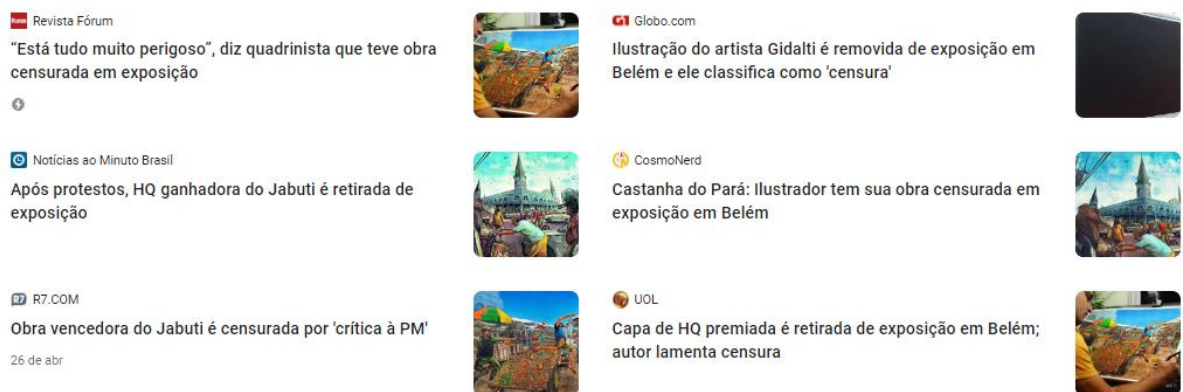 Revista Fórum
“Está tudo muito perigoso”, diz quadrinista que teve obra
censurada em exposição
G1 Globo.com
Ilustração do artista Gidalti é removida de exposição em
Belém e ele classifica como 'censura'
Notícias ao Minuto Brasil
Após protestos, HQ ganhadora do Jabuti é retirada de
exposição
CosmoNerd
Castanha do Pará: Ilustrador tem sua obra censurada em
exposição em Belém
R7 R7.COM
Obra vencedora do Jabuti é censurada por 'crítica à PM'
26 de abr
UOL
Capa de HQ premiada é retirada de exposição em Belém;
autor lamenta censura